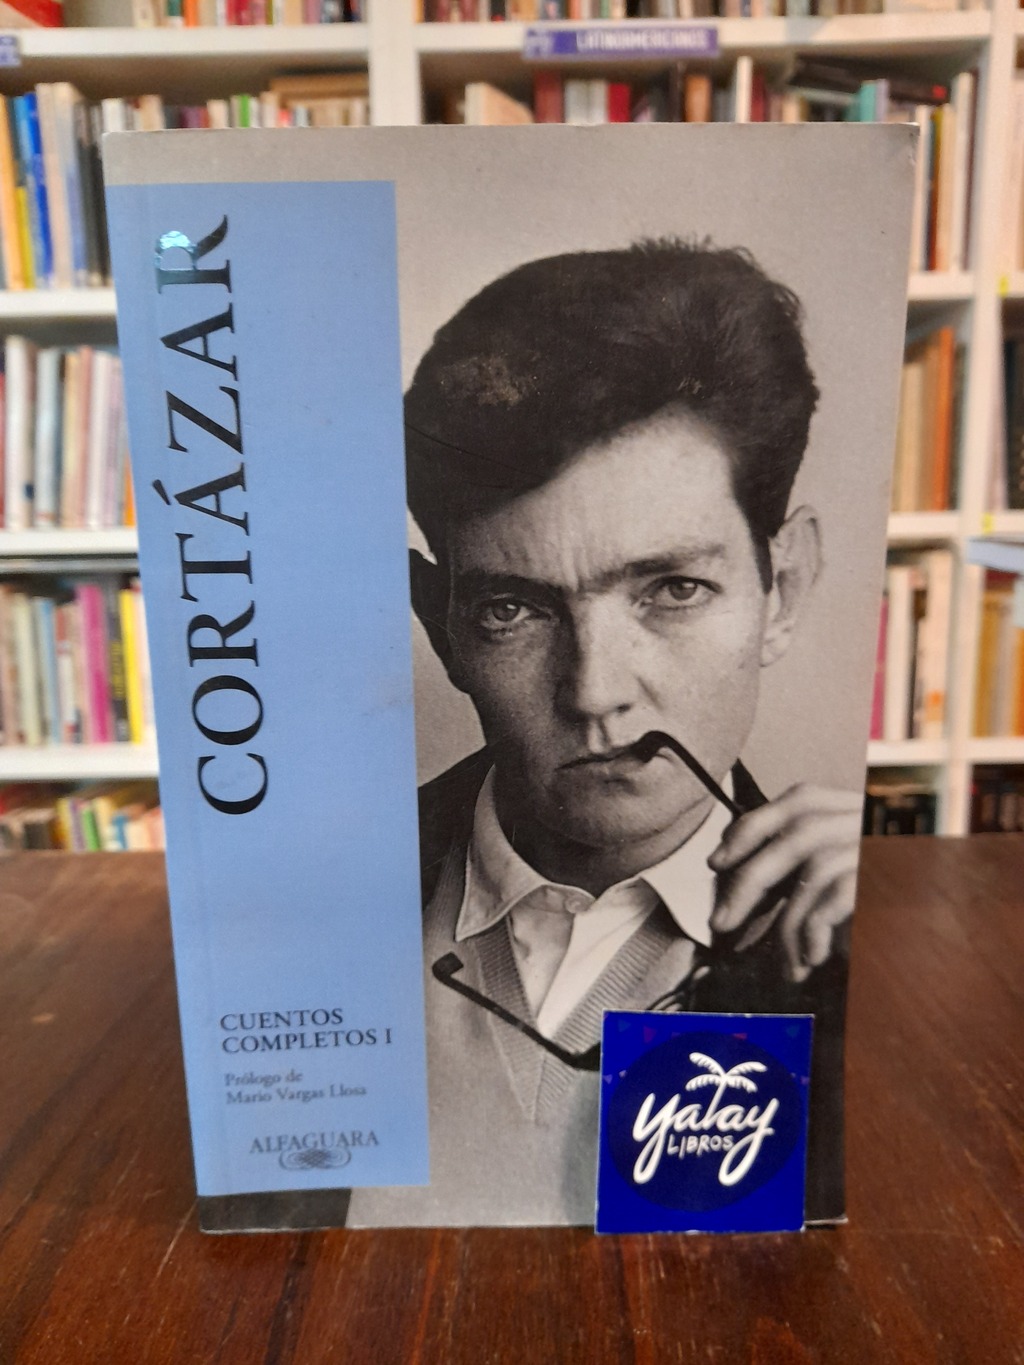 LATINOAMERICANOS
CORTÁZAR
CUENTOS
COMPLETOS I
Prólogo de
Mario Vargas Llosa
ALFAGUARA
Yatay
LIBROS